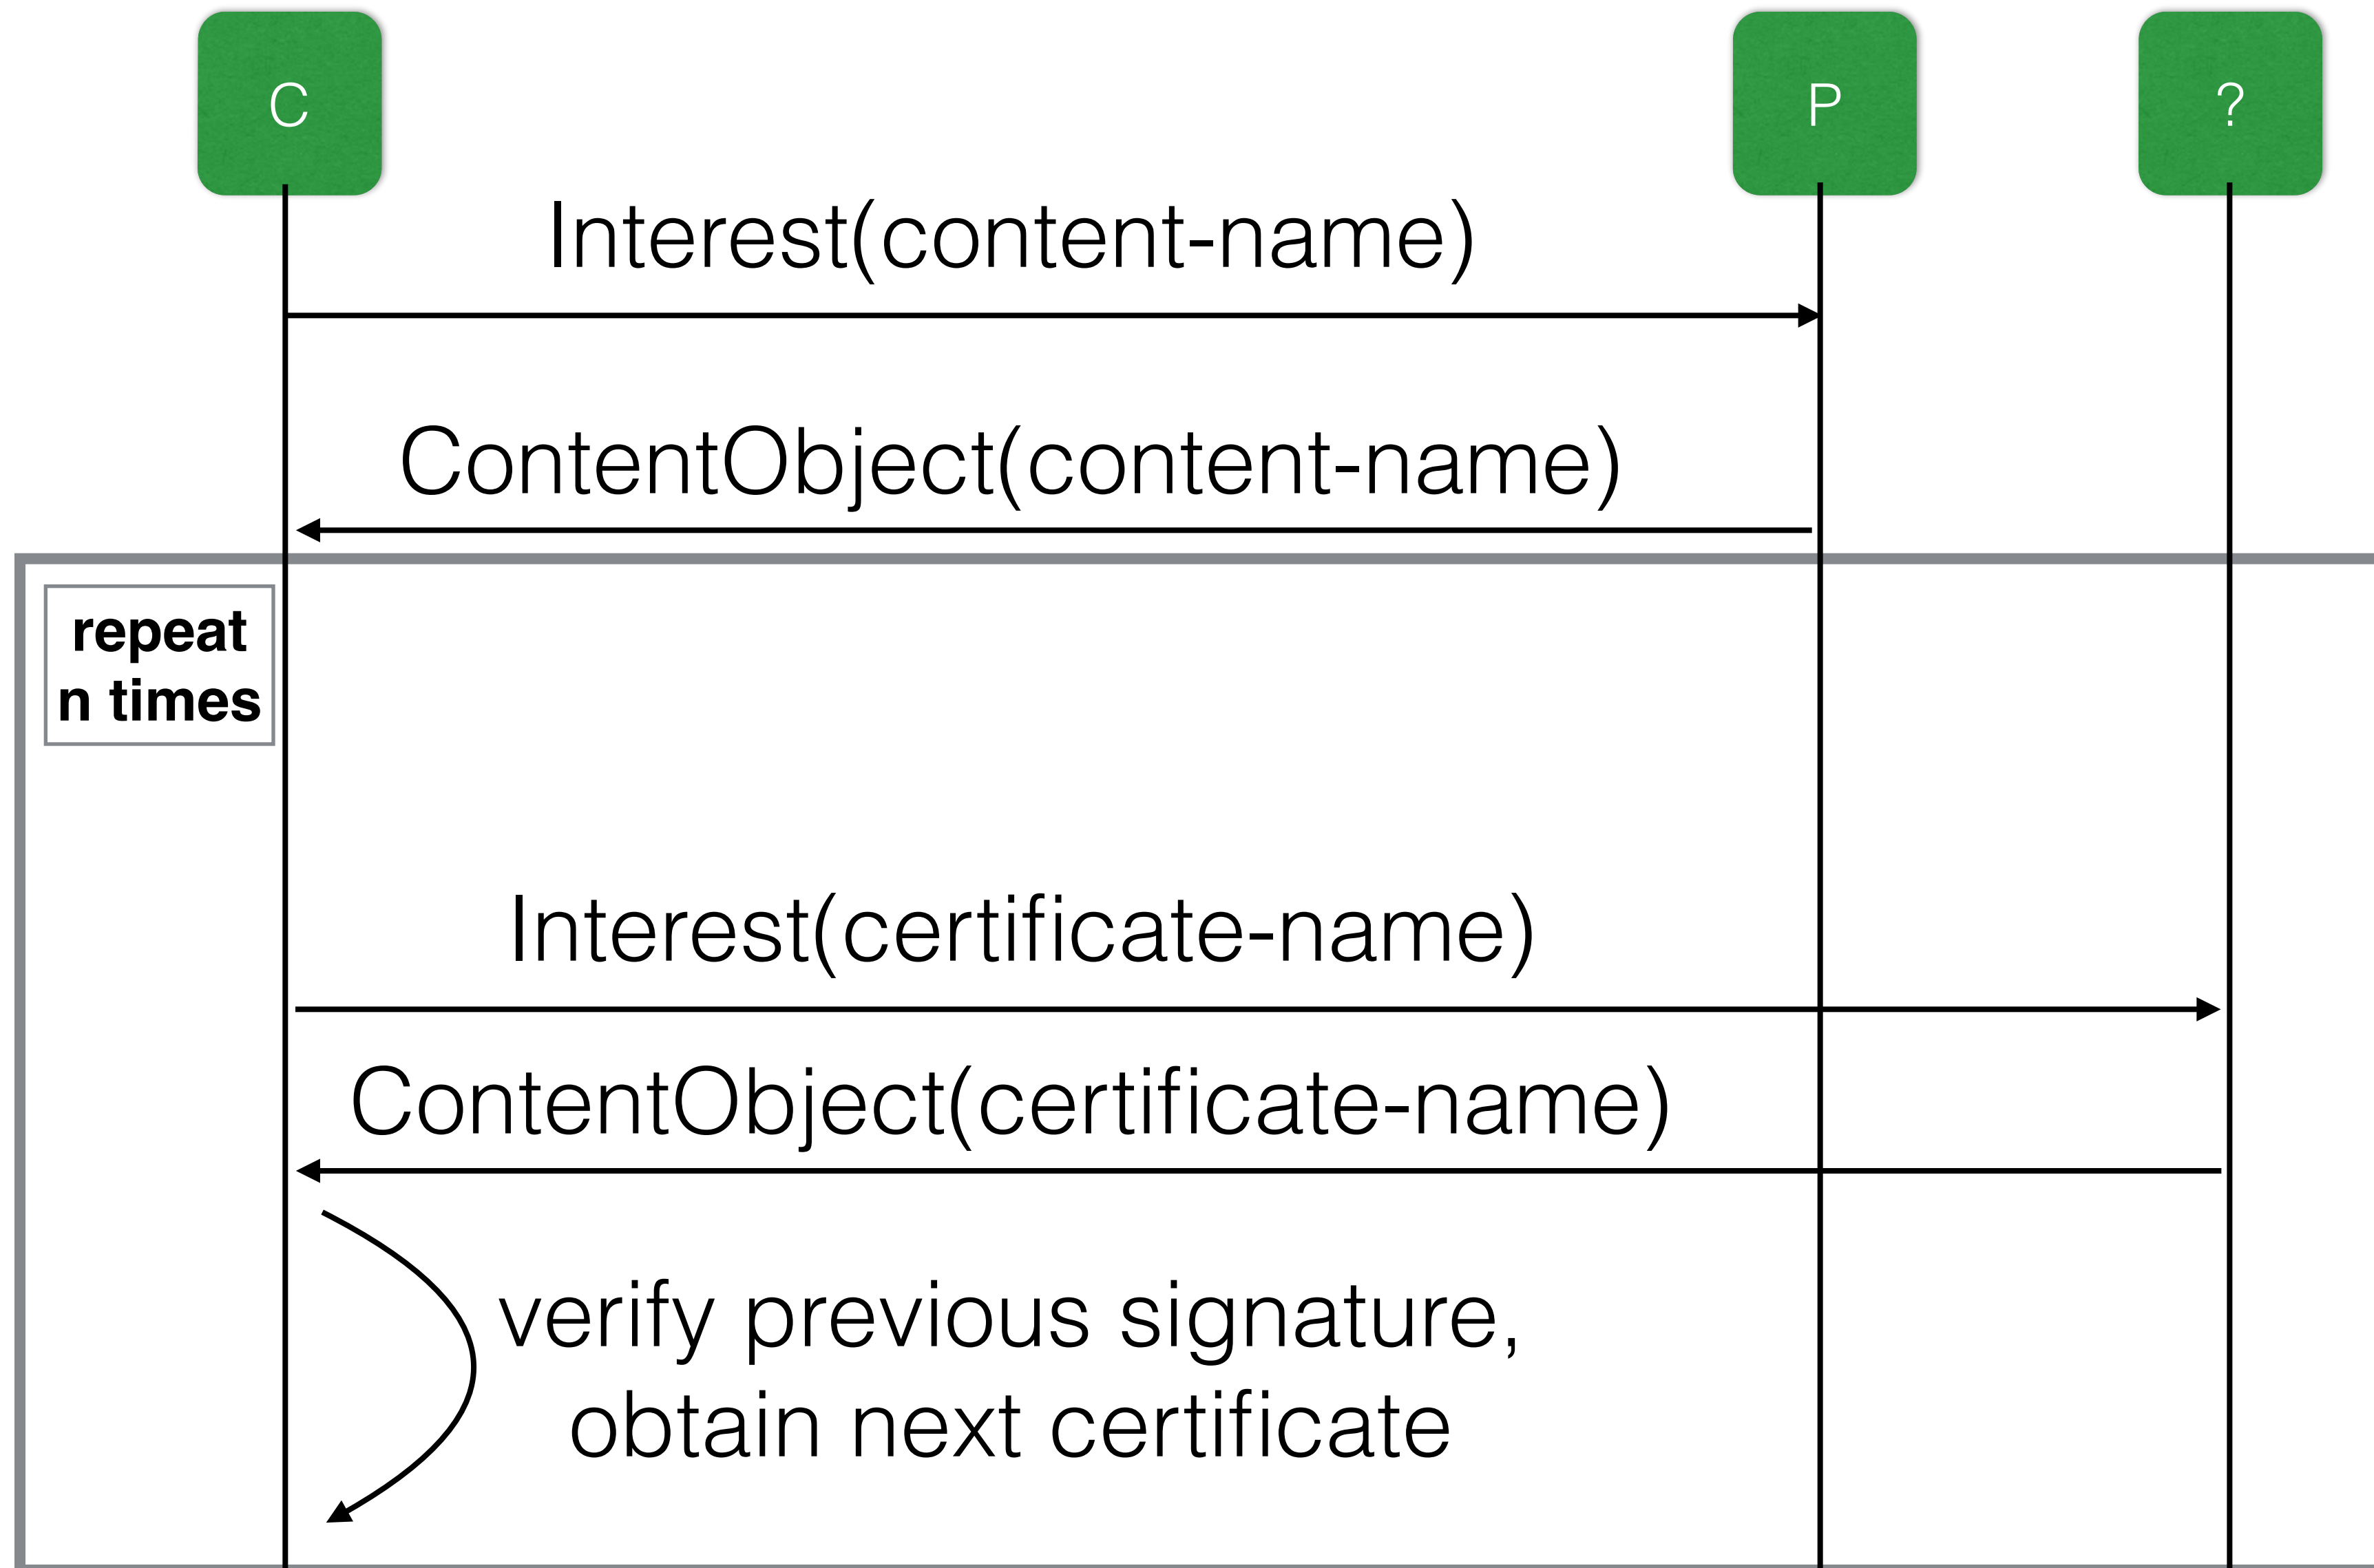 C
P
?
Interest(content-name)
ContentObject(content-name)
repeat
n times
Interest(certificate-name)
ContentObject(certificate-name)
verify previous signature,
obtain next certificate